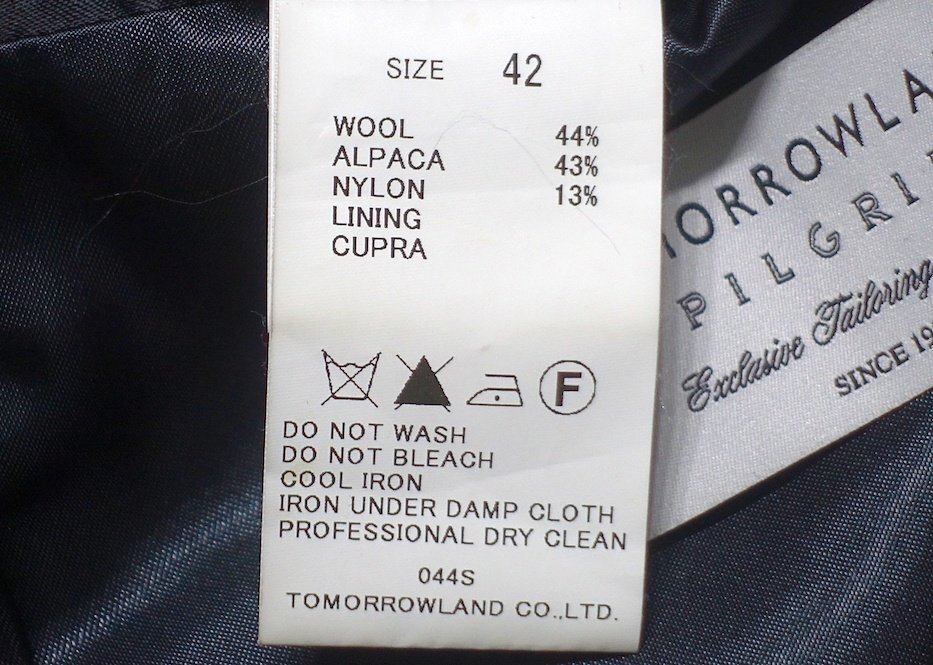 SIZE 42
WOOL 44%
ALPACA 43%
NYLON 13%
LINING
CUPRA
F
DO NOT WASH
DO NOT BLEACH
COOL IRON
IRON UNDER DAMP CLOTH
PROFESSIONAL DRY CLEAN
044S
TOMORROWLAND CO.,LTD.
MORROWLA
PILGRI
Exclusive Tailoring
SINCE 19